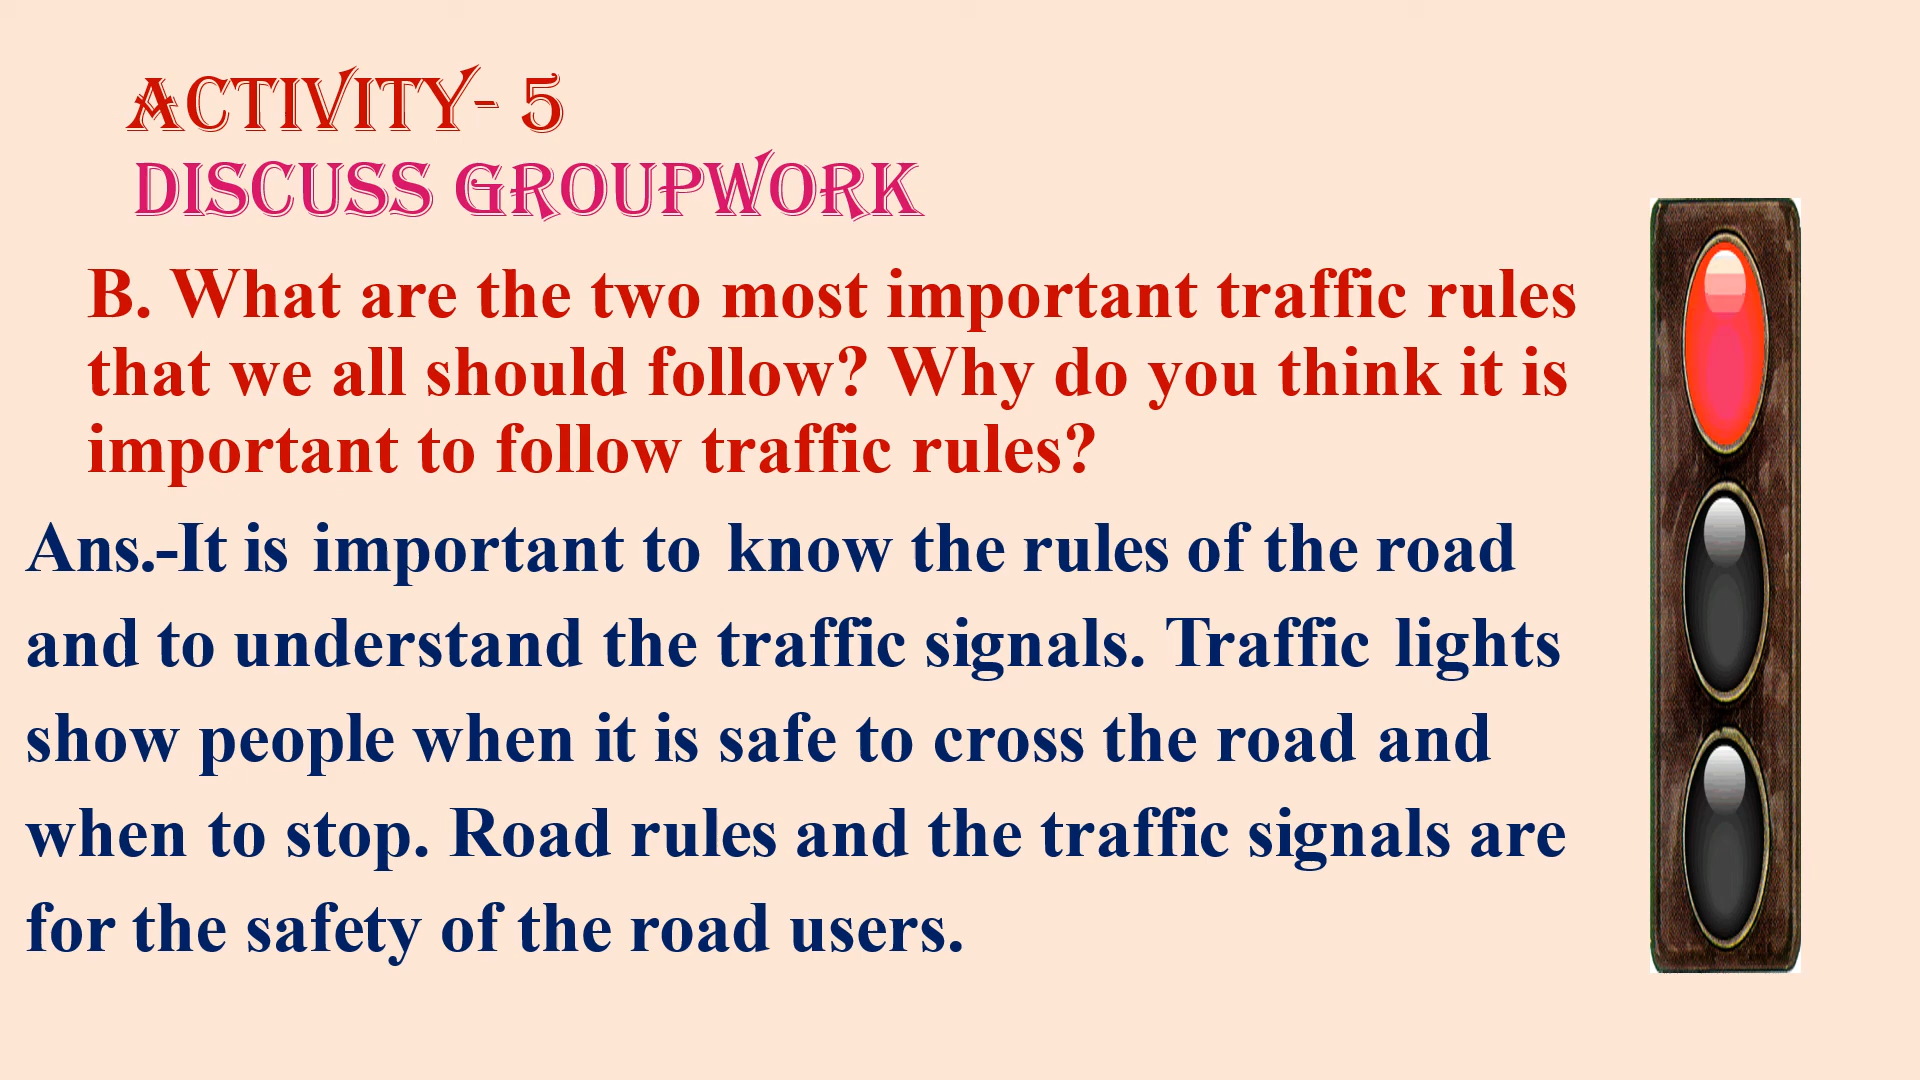 ACTIVITY- 5
DISCUSS GROUPWORK
B. What are the two most important traffic rules
that we all should follow? Why do you think it is
important to follow traffic rules?
Ans.-It is important to know the rules of the road
and to understand the traffic signals. Traffic lights
show people when it is safe to cross the road and
when to stop. Road rules and the traffic signals are
for the safety of the road users.